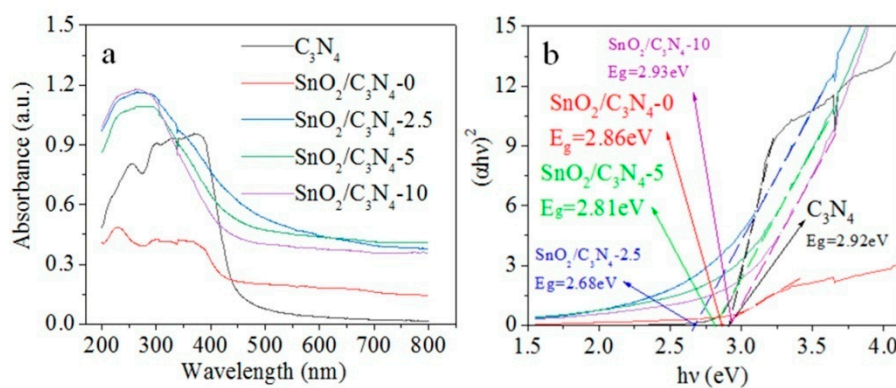 a
1.5
1.2
0.9
0.6
0.3
0.0
Absorbance (a.u.)
200 300 400 500 600 700 800
Wavelength (nm)
C₃N₄
SnO₂/C₃N₄-0
SnO₂/C₃N₄-2.5
SnO₂/C₃N₄-5
SnO₂/C₃N₄-10
b
15
12
9
6
3
0
(αhν)²
1.5 2.0 2.5 3.0 3.5 4.0
hν (eV)
SnO₂/C₃N₄-10
Eg=2.93eV
SnO₂/C₃N₄-0
E_g=2.86eV
SnO₂/C₃N₄-5
E_g=2.81eV
SnO₂/C₃N₄-2.5
Eg=2.68eV
C₃N₄
Eg=2.92eV